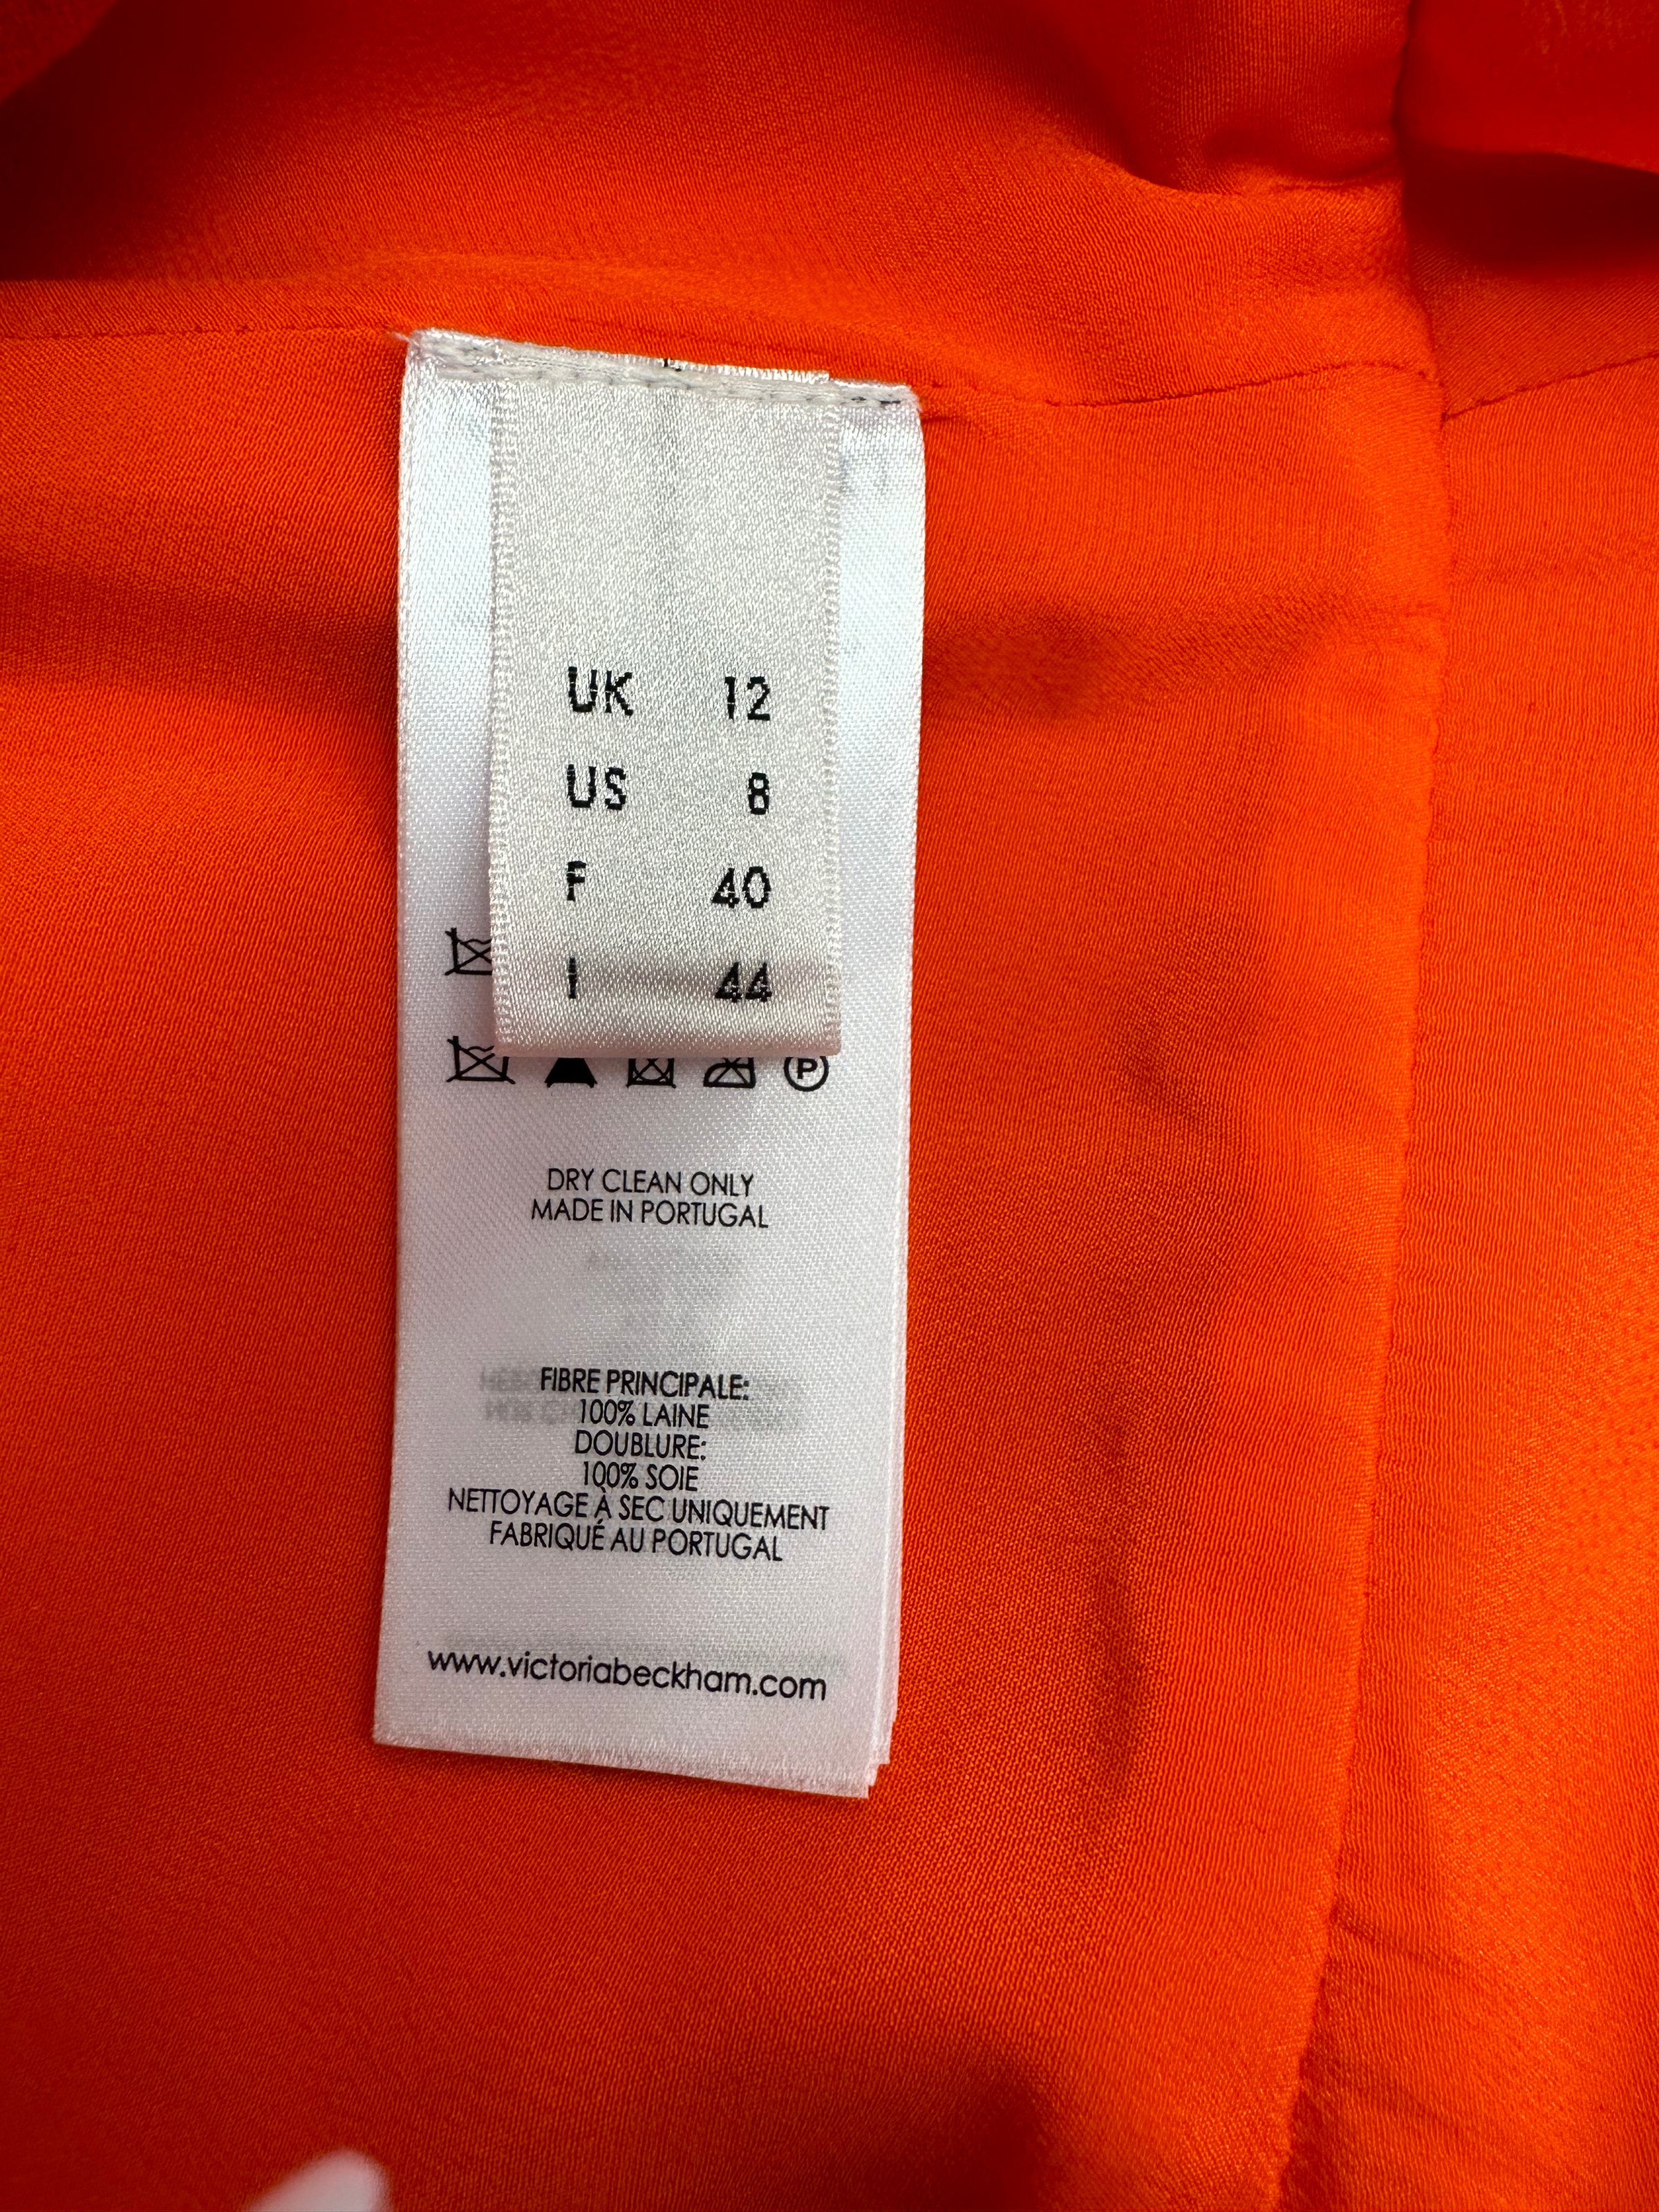 UK 12
US 8
F 40
I 44
P
DRY CLEAN ONLY
MADE IN PORTUGAL
FIBRE PRINCIPALE:
100% LAINE
DOUBLURE:
100% SOIE
NETTOYAGE À SEC UNIQUEMENT
FABRIQUÉ AU PORTUGAL
www.victoriabeckham.com